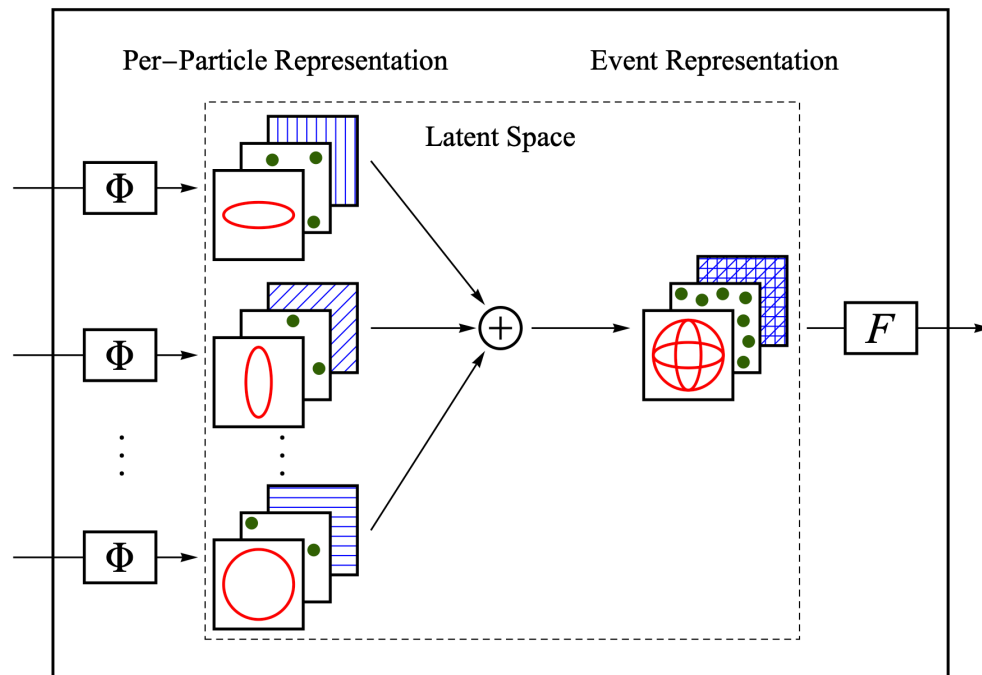 Per−Particle Representation
Event Representation
Latent Space
Φ
Φ
Φ
F